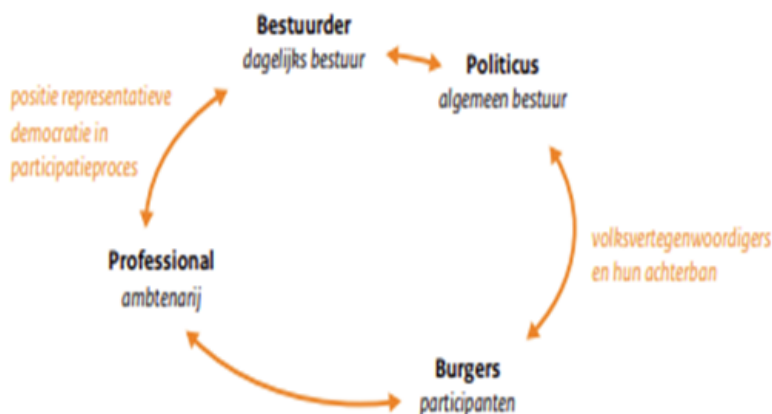 Bestuurder
dagelijks bestuur
Politicus
algemeen bestuur
positie representatieve
democratie in
participatieproces
volksvertegenwoordigers
en hun achterban
Professional
ambtenarij
Burgers
participanten